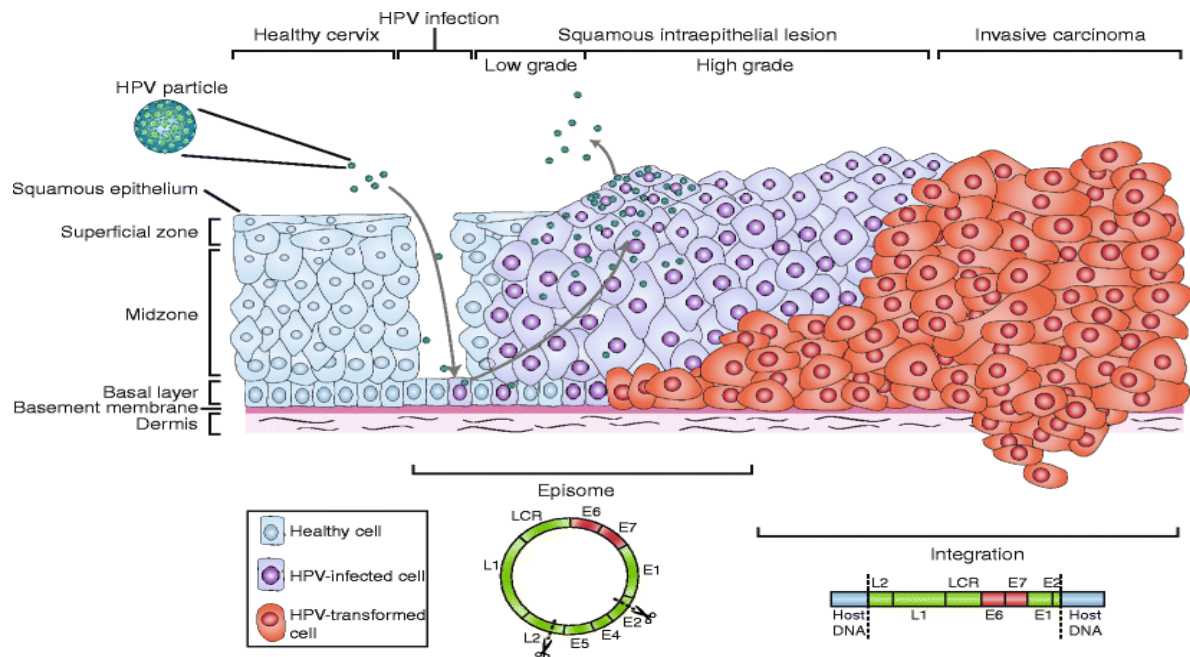 HPV infection
Healthy cervix
Squamous intraepithelial lesion
Invasive carcinoma
Low grade
High grade
HPV particle
Squamous epithelium
Superficial zone
Midzone
Basal layer
Basement membrane
Dermis
Episome
LCR
E6
E7
L1
E1
E2
L2
E5
E4
Healthy cell
HPV-infected cell
HPV-transformed
cell
Integration
L2
LCR
E7
E2
Host
DNA
L1
E6
E1
Host
DNA